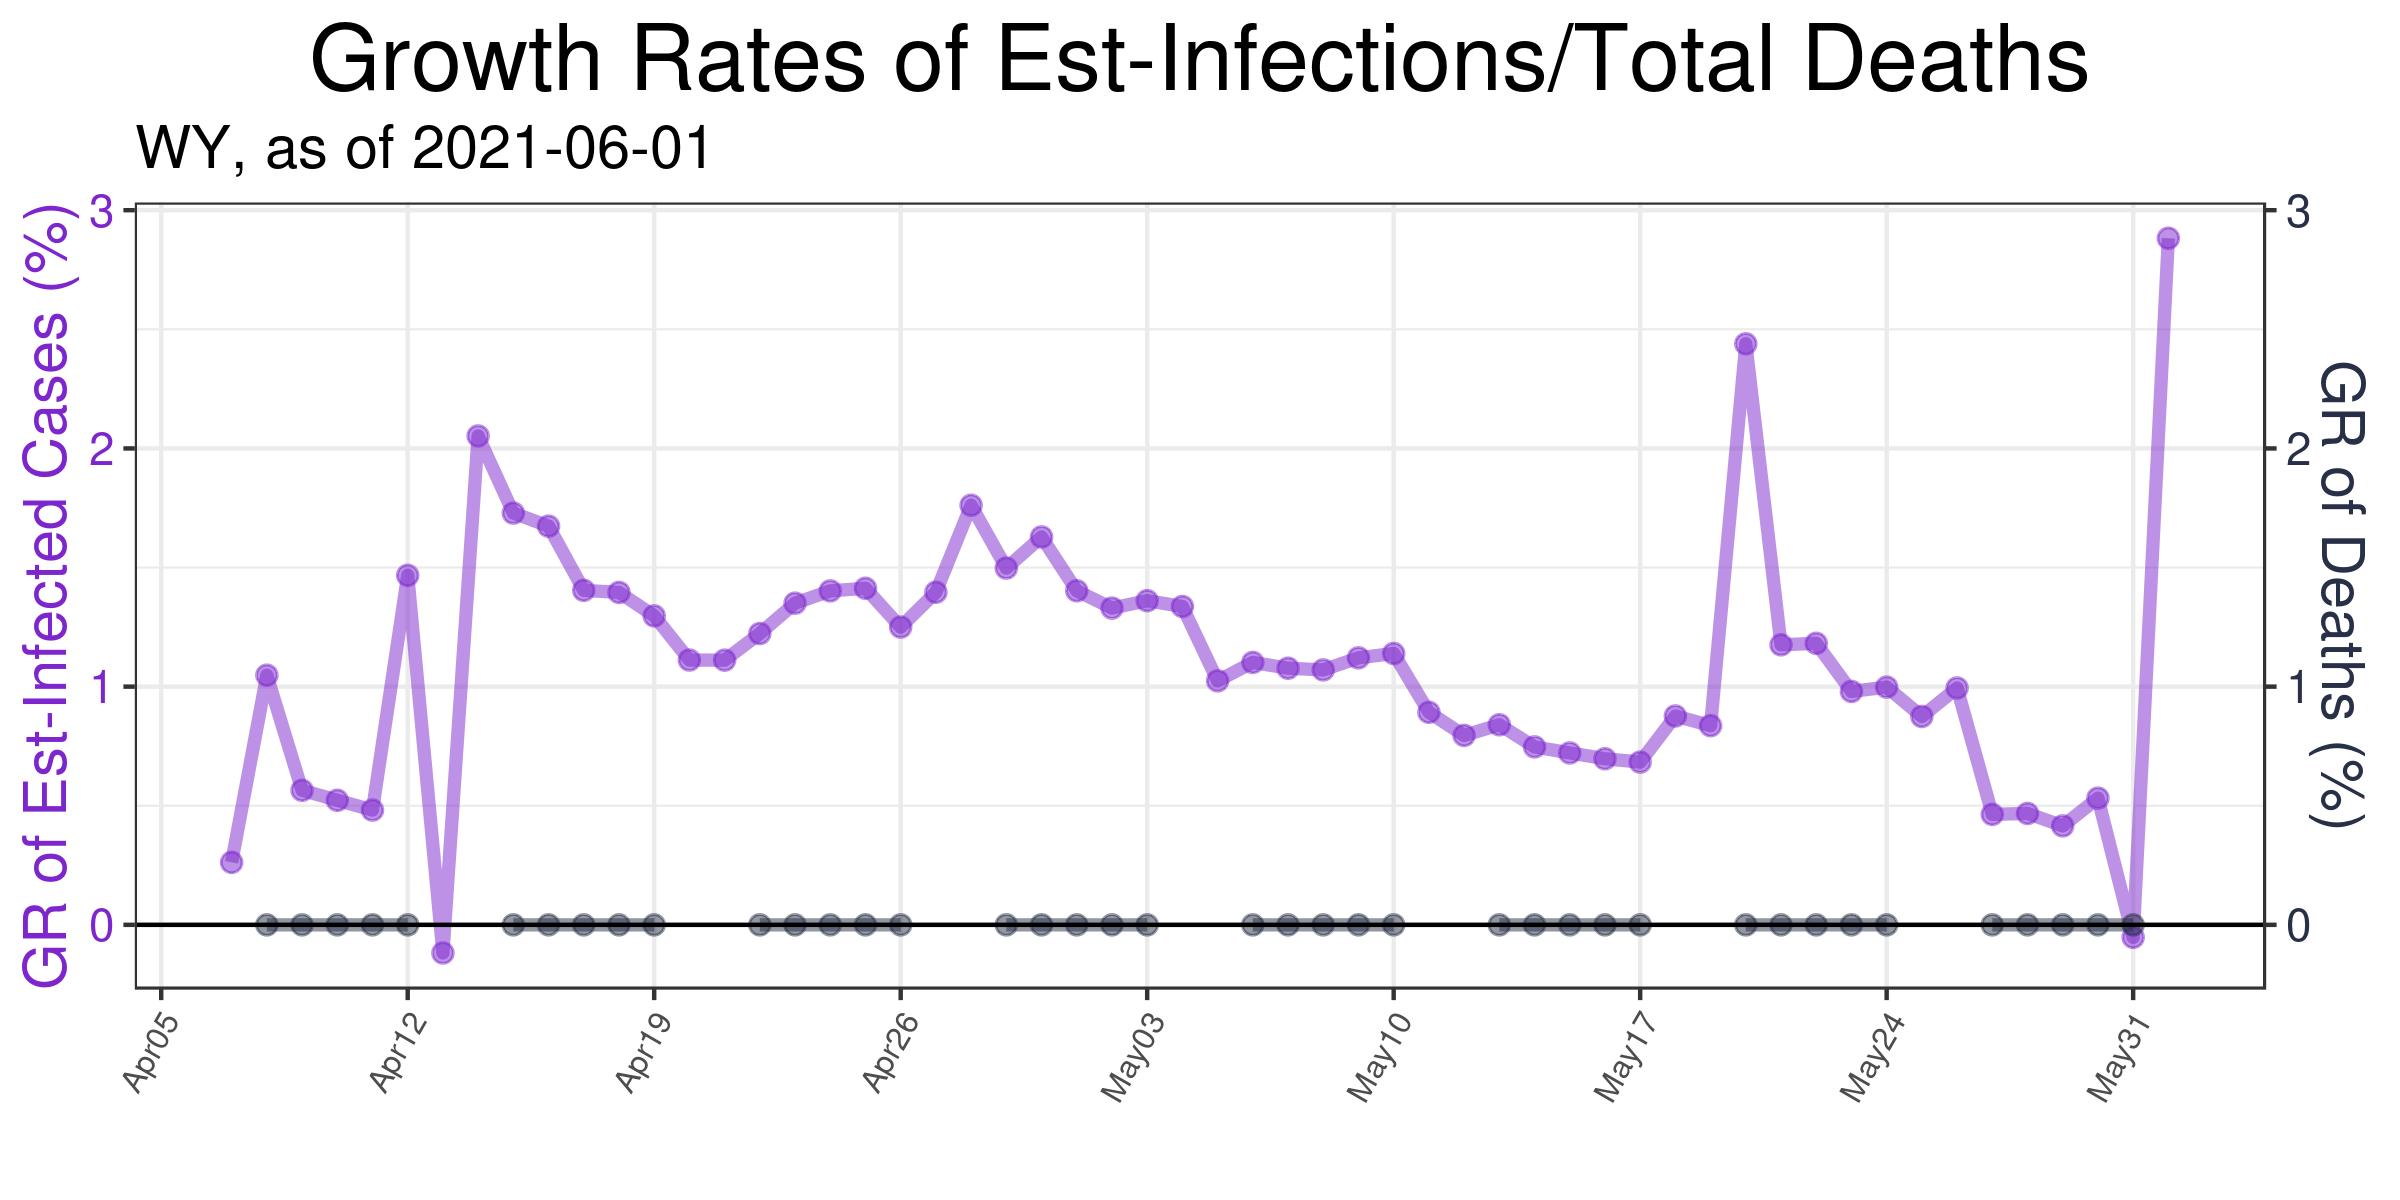 Growth Rates of Est-Infections/Total Deaths
WY, as of 2021-06-01
GR of Est-Infected Cases (%)
3
2
1
0
3
2
1
0
GR of Deaths (%)
Apr05
Apr12
Apr19
Apr26
May03
May10
May17
May24
May31